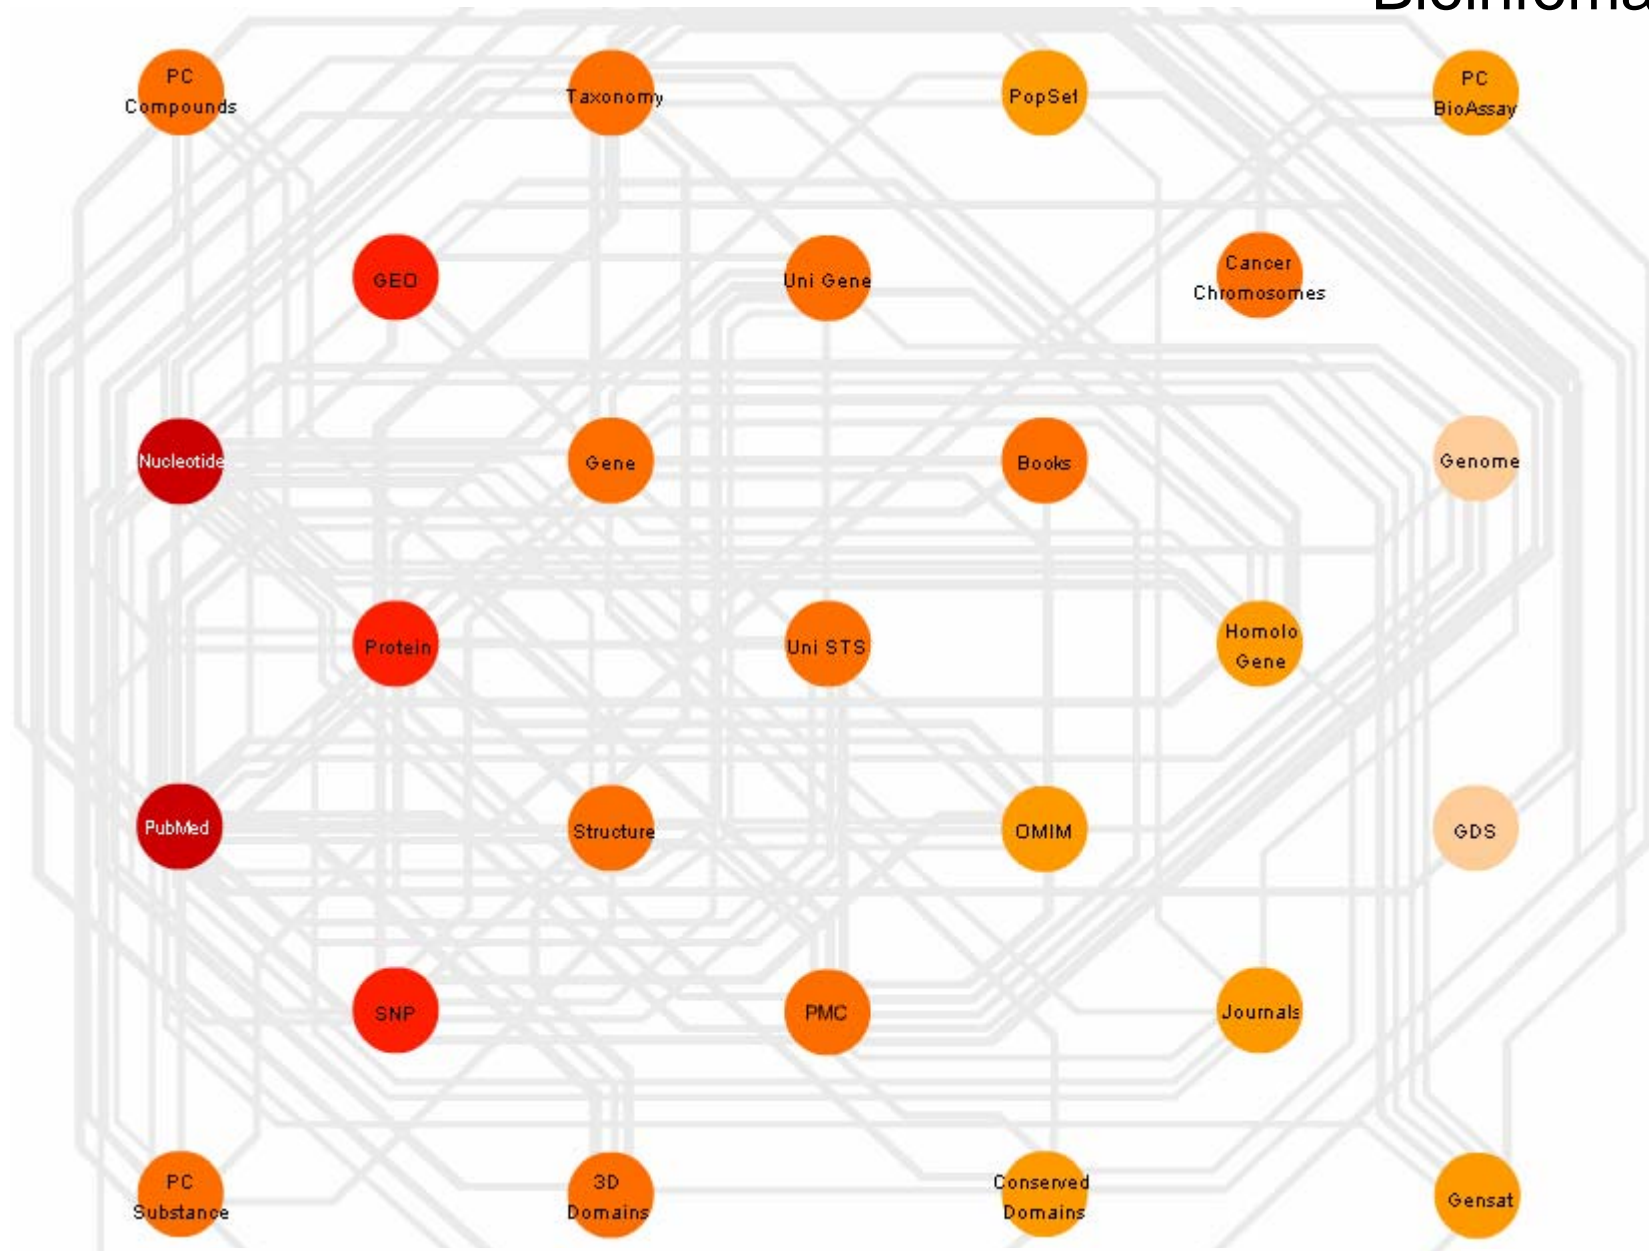 Bioinfroma
PC
Compounds
Taxonomy
PopSet
PC
BioAssay
GEO
Uni Gene
Cancer
Chromosomes
Nucleotide
Gene
Books
Genome
Protein
Uni STS
Homolo
Gene
PubMed
Structure
OMIM
GDS
SNP
PMC
Journals
PC
Substance
3D
Domains
Conserved
Domains
Gensat